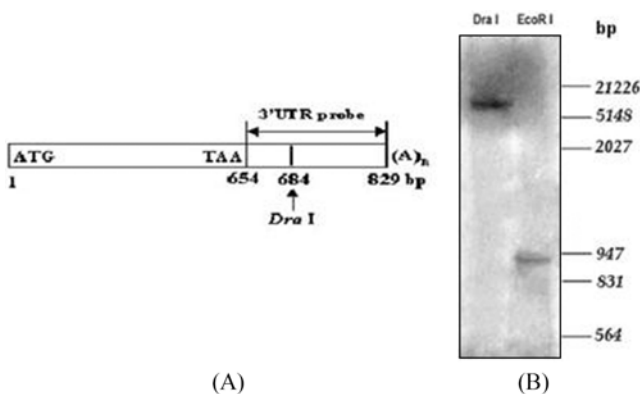 Dra I EcoR I bp
3'UTR probe
ATG TAA (A)n
1 654 684 829 bp
Dra I
21226
5148
2027
947
831
564
(A) (B)